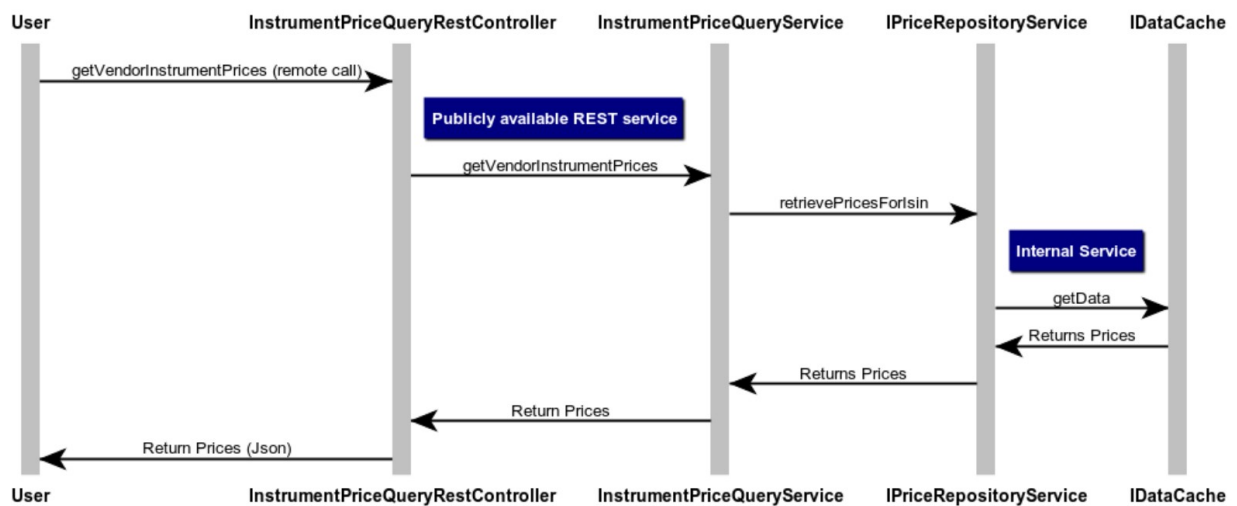 User InstrumentPriceQueryRestController InstrumentPriceQueryService IPriceRepositoryService IDataCache
getVendorInstrumentPrices (remote call)
Publicly available REST service
getVendorInstrumentPrices
retrievePricesForIsin
Internal Service
getData
Returns Prices
Returns Prices
Return Prices
Return Prices (Json)
User InstrumentPriceQueryRestController InstrumentPriceQueryService IPriceRepositoryService IDataCache